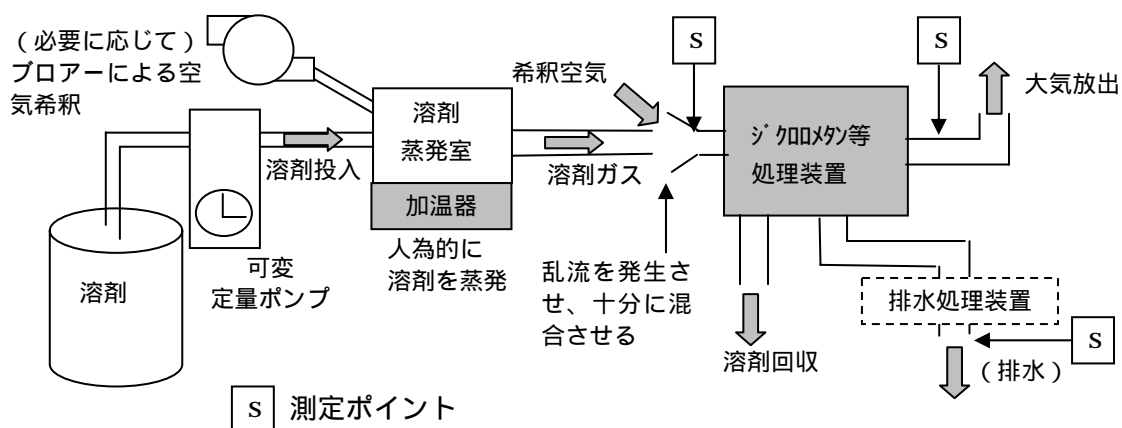 (必要に応じて)
ブロアーによる空
気希釈
溶剤投入
溶剤
可変
定量ポンプ
溶剤
蒸発室
加温器
人為的に
溶剤を蒸発
溶剤ガス
希釈空気
乱流を発生さ
せ、十分に混
合させる
S
ジクロロメタン等
処理装置
S
大気放出
溶剤回収
排水処理装置
S
(排水)
S 測定ポイント